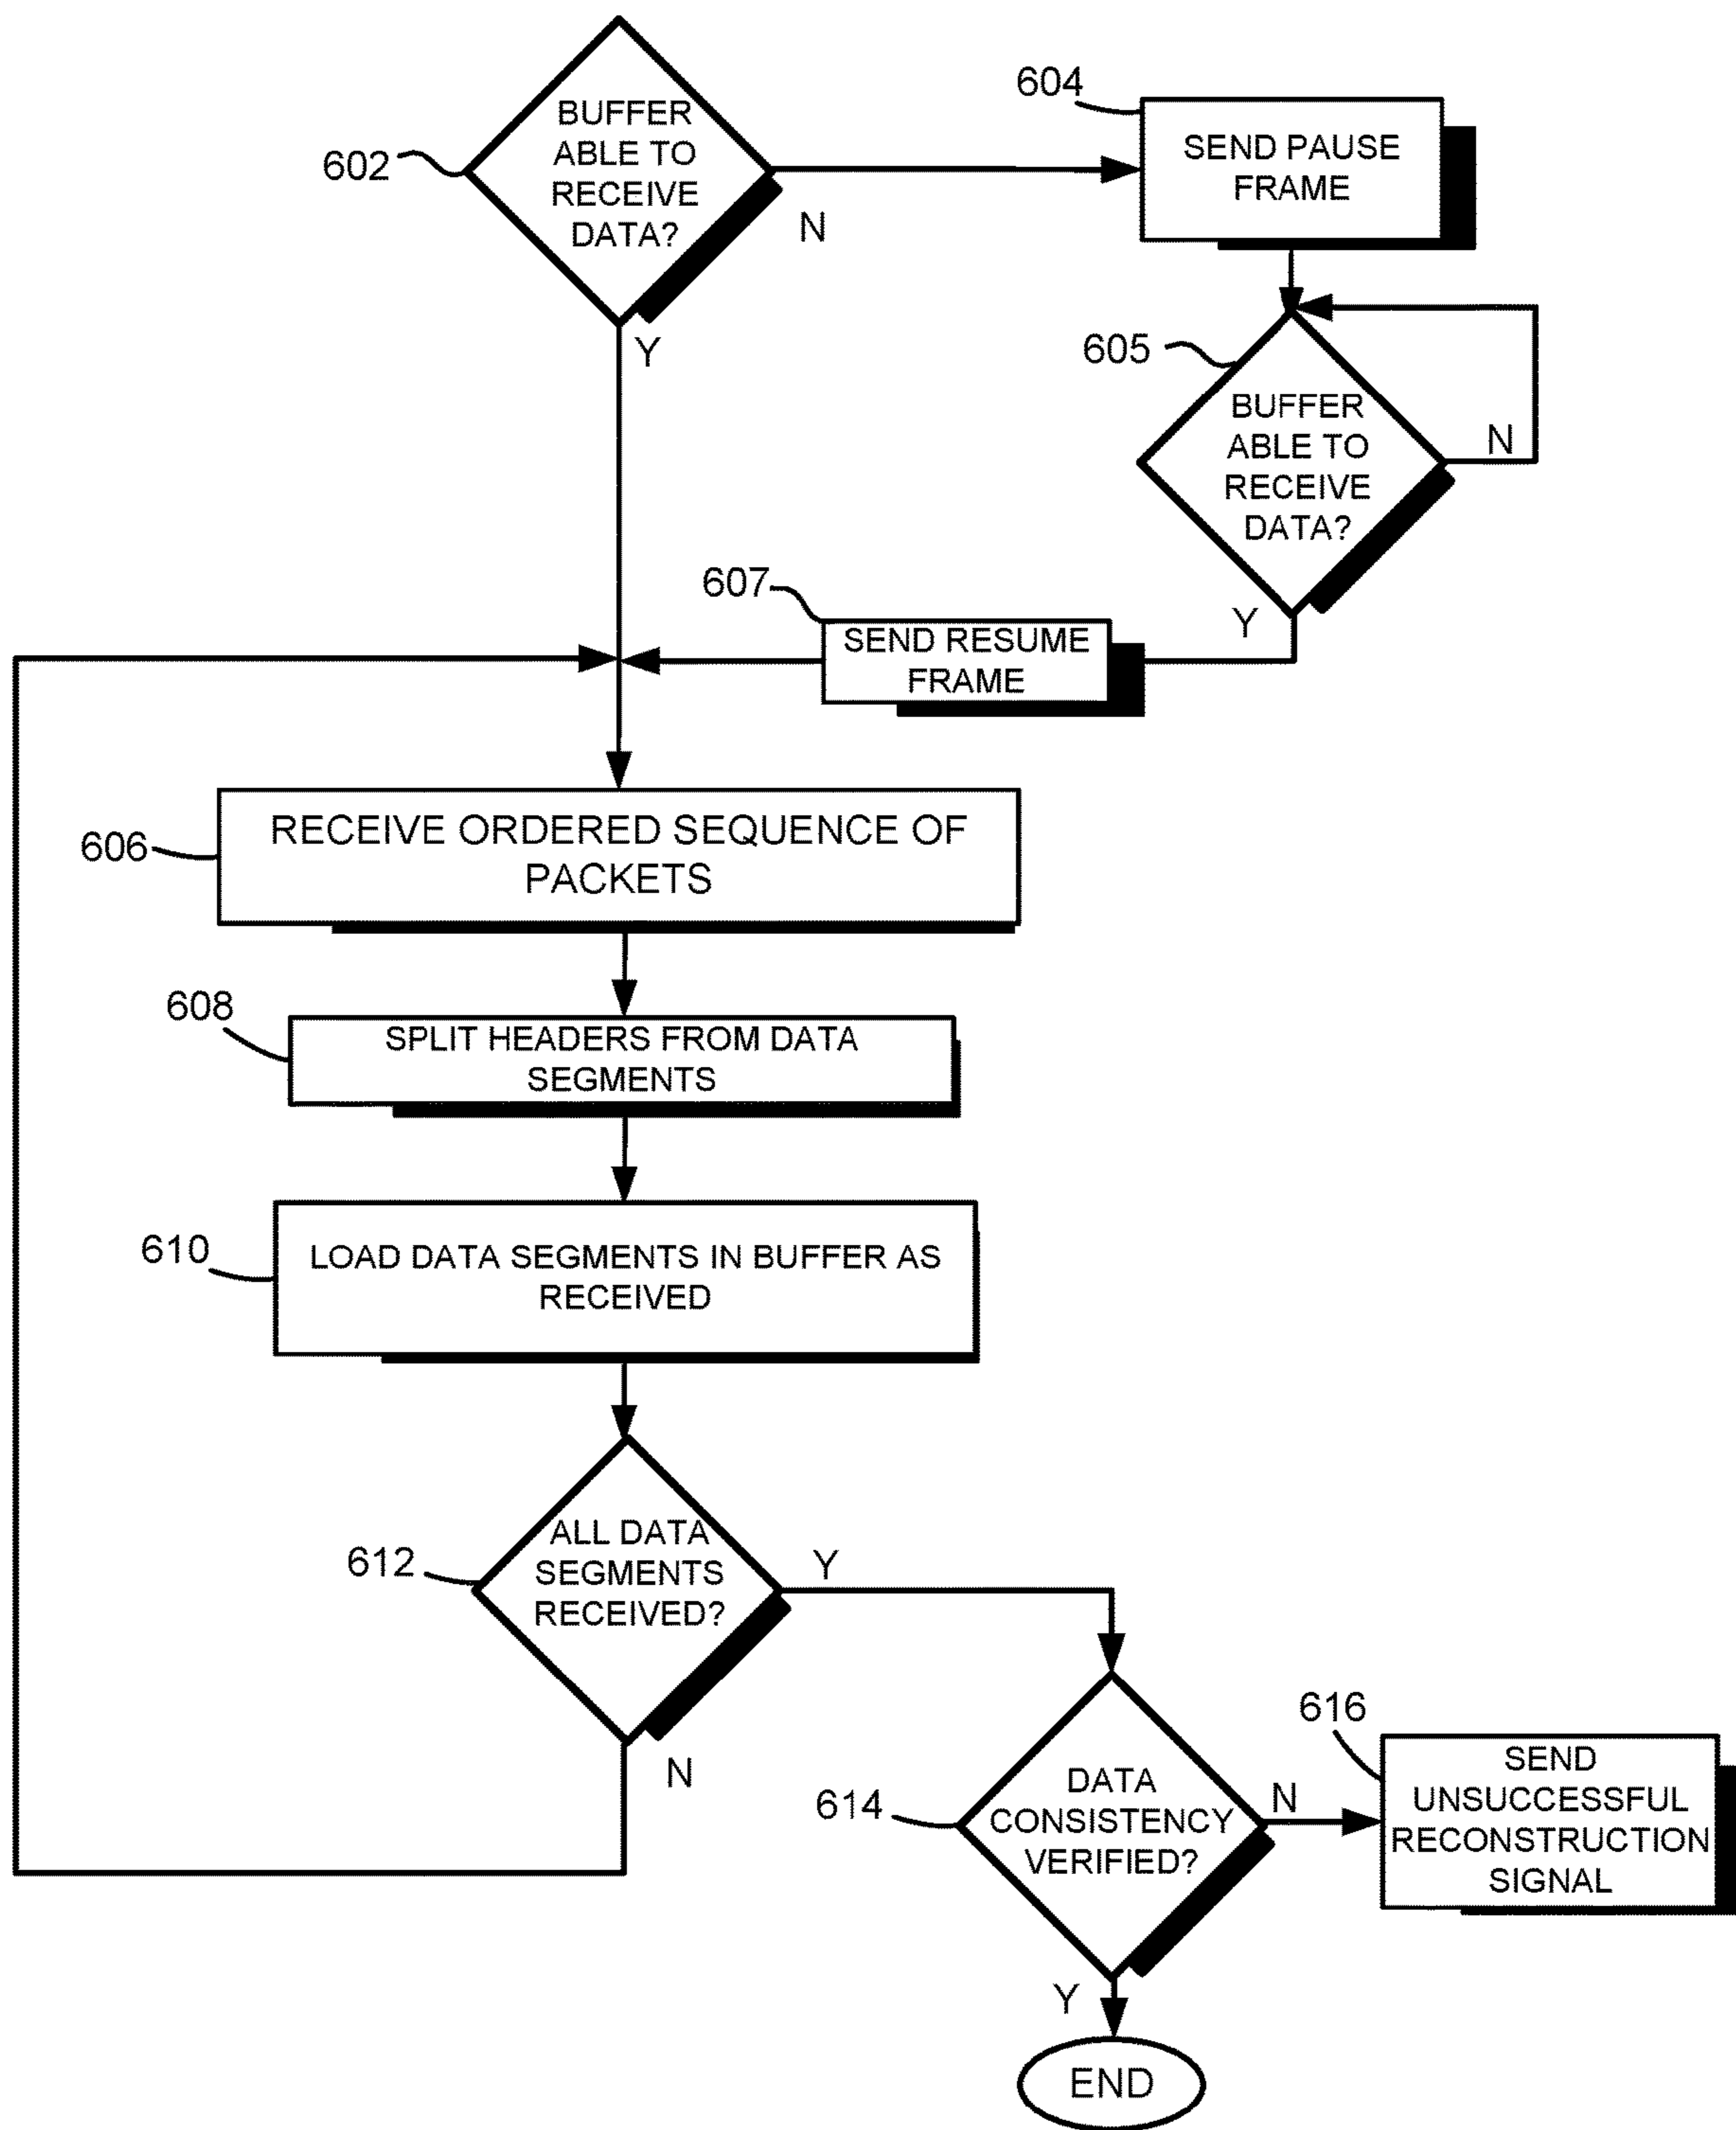 602
BUFFER
ABLE TO
RECEIVE
DATA?
N
Y
604
SEND PAUSE
FRAME
605
BUFFER
ABLE TO
RECEIVE
DATA?
N
Y
607
SEND RESUME
FRAME
606
RECEIVE ORDERED SEQUENCE OF
PACKETS
608
SPLIT HEADERS FROM DATA
SEGMENTS
610
LOAD DATA SEGMENTS IN BUFFER AS
RECEIVED
612
ALL DATA
SEGMENTS
RECEIVED?
Y
N
614
DATA
CONSISTENCY
VERIFIED?
N
Y
616
SEND
UNSUCCESSFUL
RECONSTRUCTION
SIGNAL
END